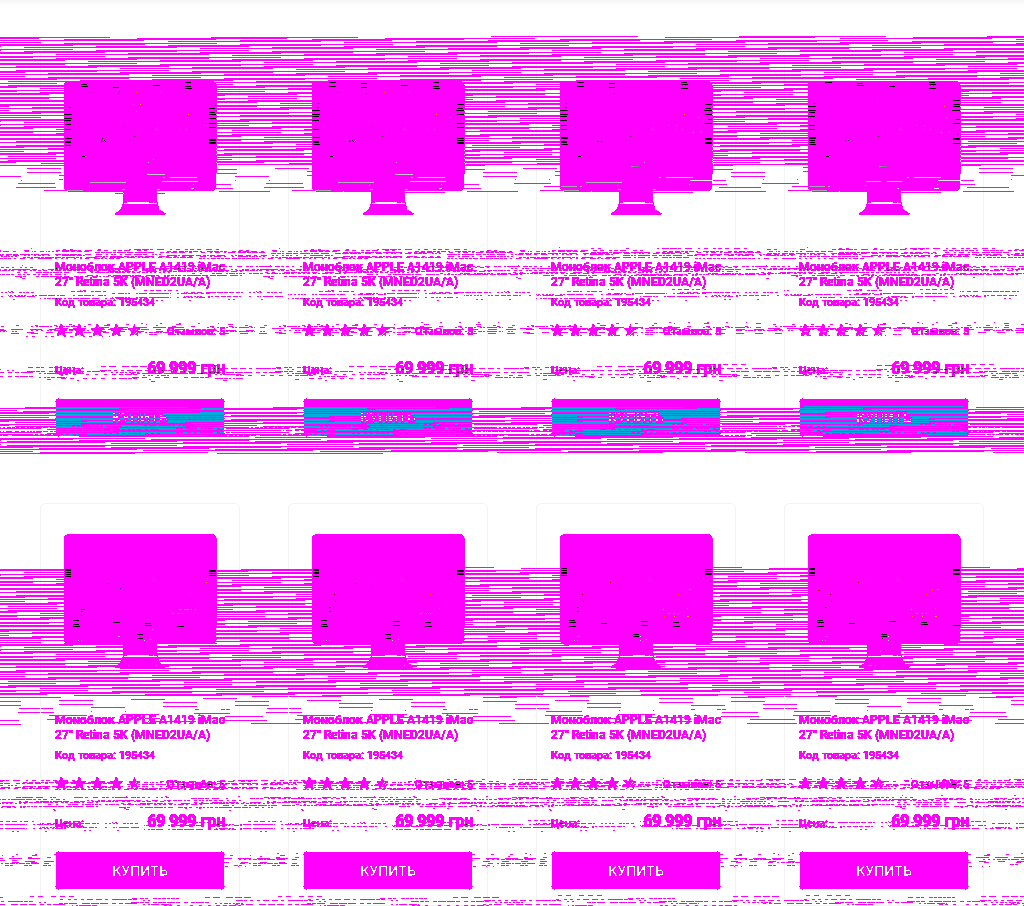 Моноблок APPLE A1419 iMac
27" Retina 5K (MNED2UA/A)
Код товара: 195434
Отзывов: 5
Цена: 69 999 грн
КУПИТЬ
Моноблок APPLE A1419 iMac
27" Retina 5K (MNED2UA/A)
Код товара: 195434
Отзывов: 5
Цена: 69 999 грн
КУПИТЬ
Моноблок APPLE A1419 iMac
27" Retina 5K (MNED2UA/A)
Код товара: 195434
Отзывов: 5
Цена: 69 999 грн
КУПИТЬ
Моноблок APPLE A1419 iMac
27" Retina 5K (MNED2UA/A)
Код товара: 195434
Отзывов: 5
Цена: 69 999 грн
КУПИТЬ
Моноблок APPLE A1419 iMac
27" Retina 5K (MNED2UA/A)
Код товара: 195434
Отзывов: 5
Цена: 69 999 грн
КУПИТЬ
Моноблок APPLE A1419 iMac
27" Retina 5K (MNED2UA/A)
Код товара: 195434
Отзывов: 5
Цена: 69 999 грн
КУПИТЬ
Моноблок APPLE A1419 iMac
27" Retina 5K (MNED2UA/A)
Код товара: 195434
Отзывов: 5
Цена: 69 999 грн
КУПИТЬ
Моноблок APPLE A1419 iMac
27" Retina 5K (MNED2UA/A)
Код товара: 195434
Отзывов: 5
Цена: 69 999 грн
КУПИТЬ